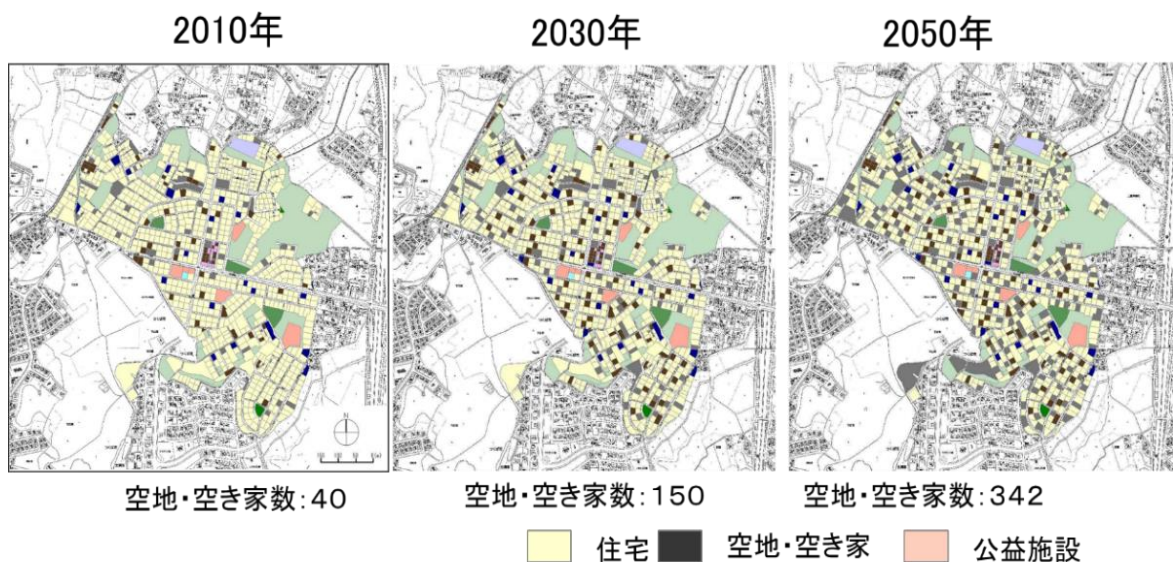 2010年
2030年
2050年
N
空地・空き家数:40
空地・空き家数:150
空地・空き家数:342
住宅
空地・空き家
公益施設